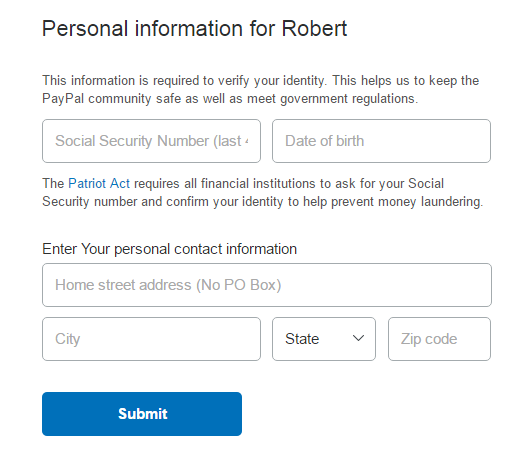 Personal information for Robert
This information is required to verify your identity. This helps us to keep the
PayPal community safe as well as meet government regulations.
Social Security Number (last
Date of birth
The Patriot Act requires all financial institutions to ask for your Social
Security number and confirm your identity to help prevent money laundering.
Enter Your personal contact information
Home street address (No PO Box)
City
State
Zip code
Submit